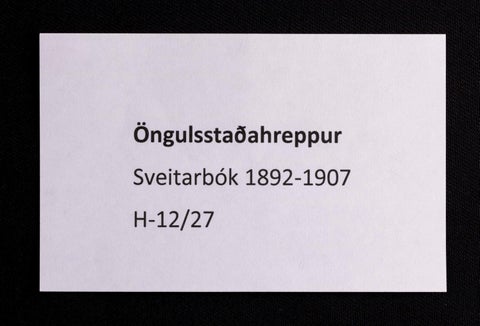 Öngulsstaðahreppur
Sveitarbók 1892-1907
H-12/27